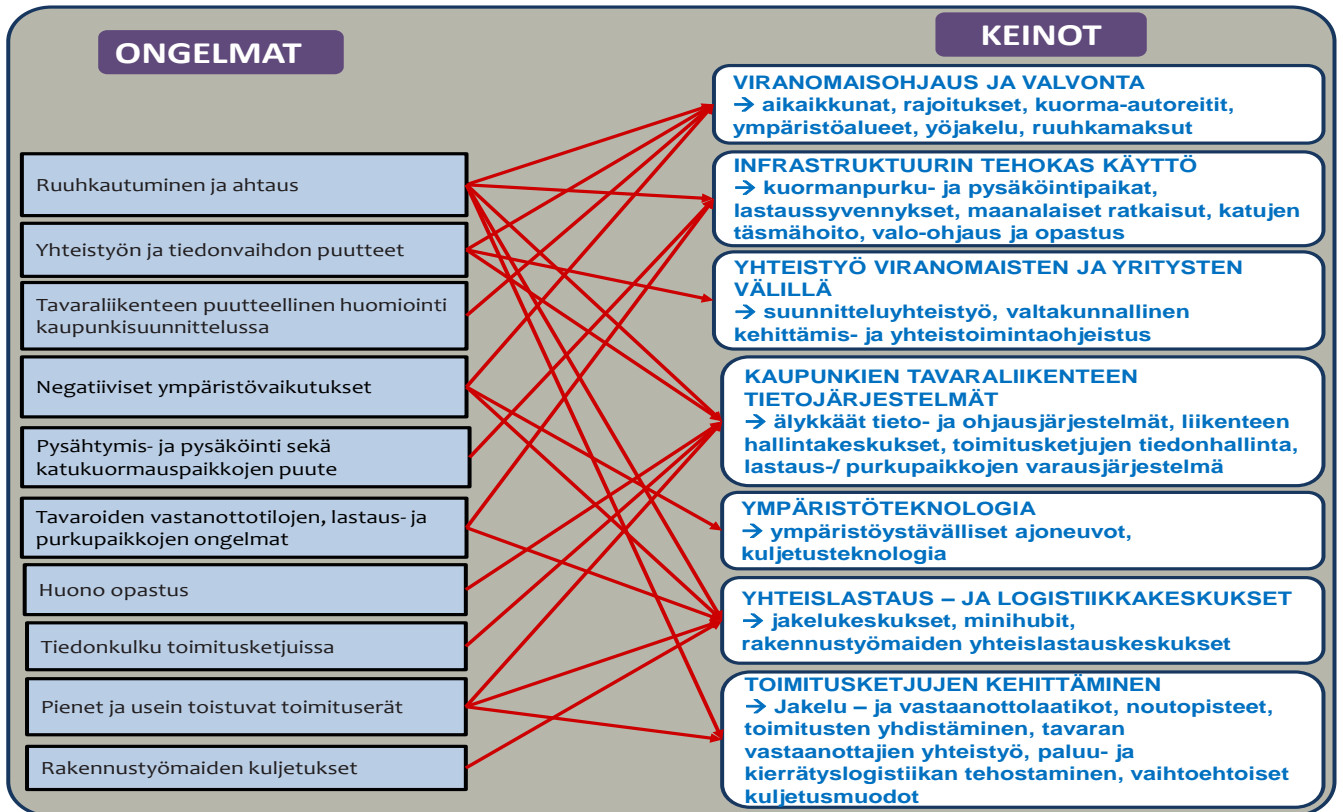 ONGELMAT
Ruuhkautuminen ja ahtaus
Yhteistyön ja tiedonvaihdon puutteet
Tavaraliikenteen puutteellinen huomiointi
kaupunkisuunnittelussa
Negatiiviset ympäristövaikutukset
Pysähtymis- ja pysäköinti sekä
katukuormauspaikkojen puute
Tavaroiden vastanottotilojen, lastaus- ja
purkupaikkojen ongelmat
Huono opastus
Tiedonkulku toimitusketjuissa
Pienet ja usein toistuvat toimituserät
Rakennustyömaiden kuljetukset
KEINOT
VIRANOMAISOHJAUS JA VALVONTA
→ aikaikkunat, rajoitukset, kuorma-autoreitit,
ympäristöalueet, yöjakelu, ruuhkamaksut
INFRASTRUKTUURIN TEHOKAS KÄYTTÖ
→ kuormanpurku- ja pysäköintipaikat,
lastaussyvennykset, maanalaiset ratkaisut, katujen
täsmähoito, valo-ohjaus ja opastus
YHTEISTYÖ VIRANOMAISTEN JA YRITYSTEN
VÄLILLÄ
→ suunnitteluyhteistyö, valtakunnallinen
kehittämis- ja yhteistoimintaohjeistus
KAUPUNKIEN TAVARALIIKENTEEN
TIETOJÄRJESTELMÄT
→ älykkäät tieto- ja ohjausjärjestelmät, liikenteen
hallintakeskukset, toimitusketjujen tiedonhallinta,
lastaus-/ purkupaikkojen varausjärjestelmä
YMPÄRISTÖTEKNOLOGIA
→ ympäristöystävälliset ajoneuvot,
kuljetusteknologia
YHTEISLASTAUS – JA LOGISTIIKKAKESKUKSET
→ jakelukeskukset, minihubit,
rakennustyömaiden yhteislastauskeskukset
TOIMITUSKETJUJEN KEHITTÄMINEN
→ Jakelu – ja vastaanottolaatikot, noutopisteet,
toimitusten yhdistäminen, tavaran
vastaanottajien yhteistyö, paluu- ja
kierrätyslogistiikan tehostaminen, vaihtoehtoiset
kuljetusmuodot